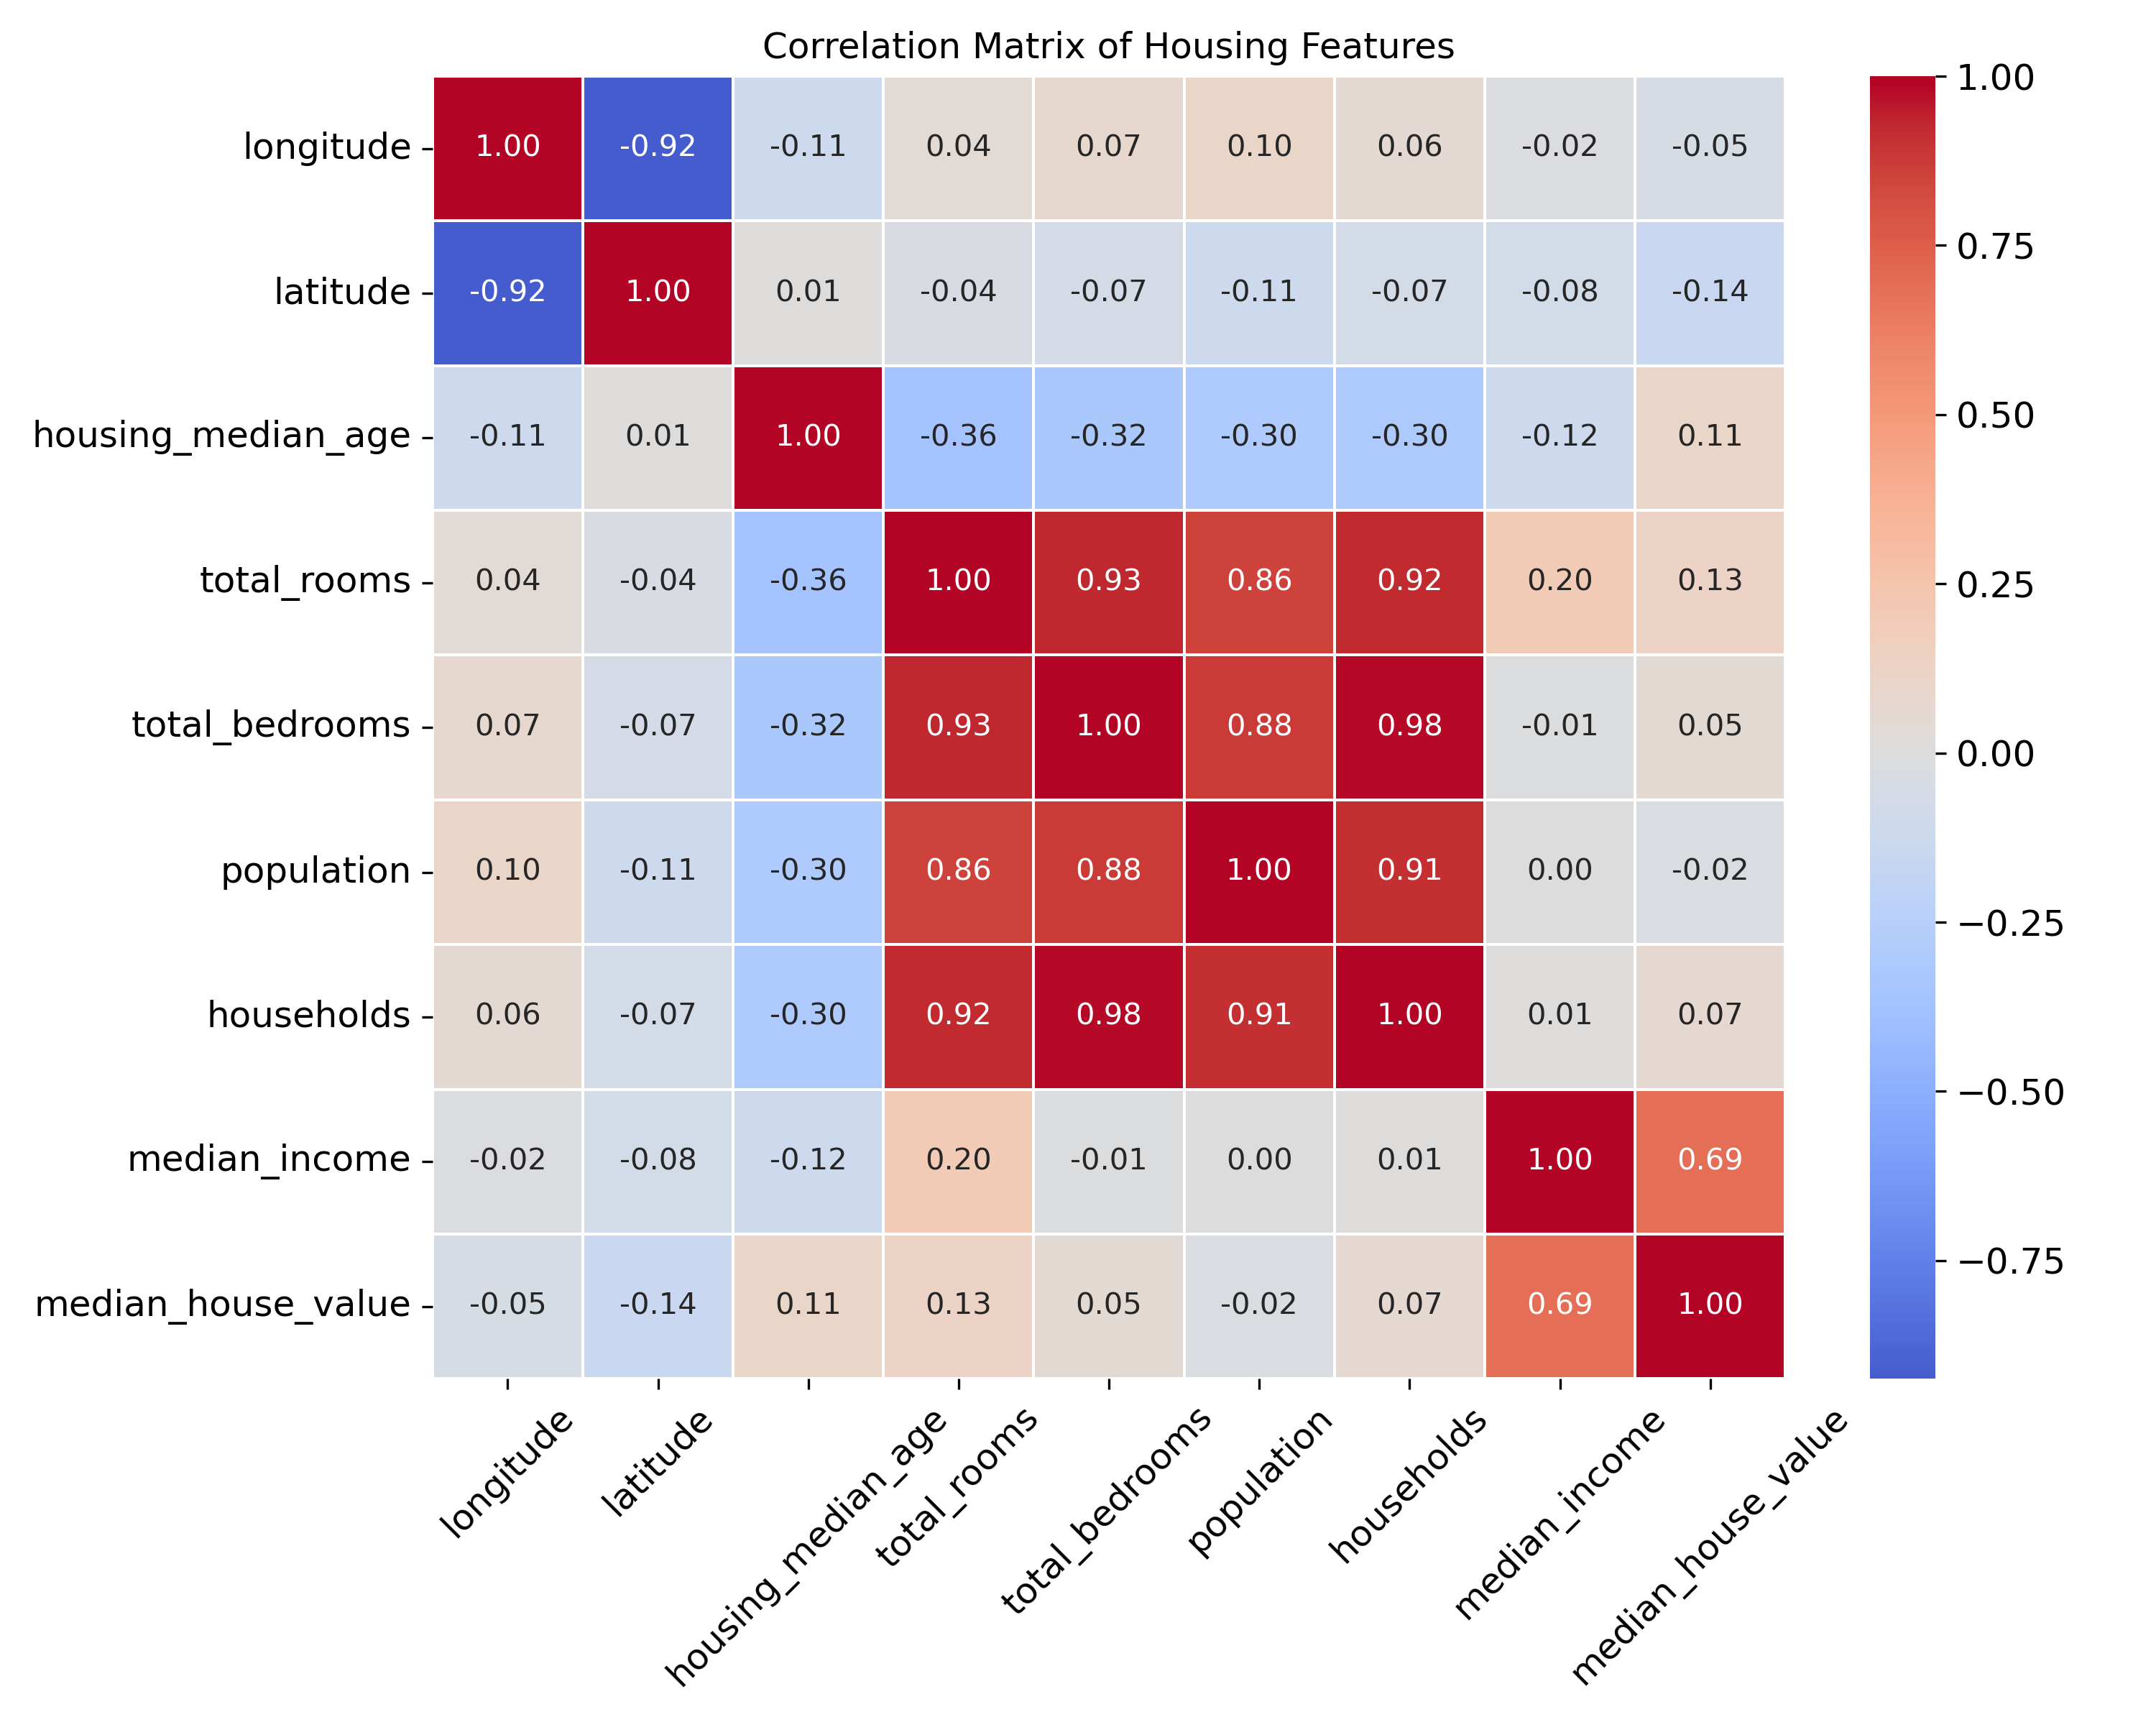 Correlation Matrix of Housing Features
longitude 1.00 -0.92 -0.11 0.04 0.07 0.10 0.06 -0.02 -0.05
latitude -0.92 1.00 0.01 -0.04 -0.07 -0.11 -0.07 -0.08 -0.14
housing_median_age -0.11 0.01 1.00 -0.36 -0.32 -0.30 -0.30 -0.12 0.11
total_rooms 0.04 -0.04 -0.36 1.00 0.93 0.86 0.92 0.20 0.13
total_bedrooms 0.07 -0.07 -0.32 0.93 1.00 0.88 0.98 -0.01 0.05
population 0.10 -0.11 -0.30 0.86 0.88 1.00 0.91 0.00 -0.02
households 0.06 -0.07 -0.30 0.92 0.98 0.91 1.00 0.01 0.07
median_income -0.02 -0.08 -0.12 0.20 -0.01 0.00 0.01 1.00 0.69
median_house_value -0.05 -0.14 0.11 0.13 0.05 -0.02 0.07 0.69 1.00
longitude
latitude
housing_median_age
total_rooms
total_bedrooms
population
households
median_income
median_house_value
1.00
0.75
0.50
0.25
0.00
−0.25
−0.50
−0.75